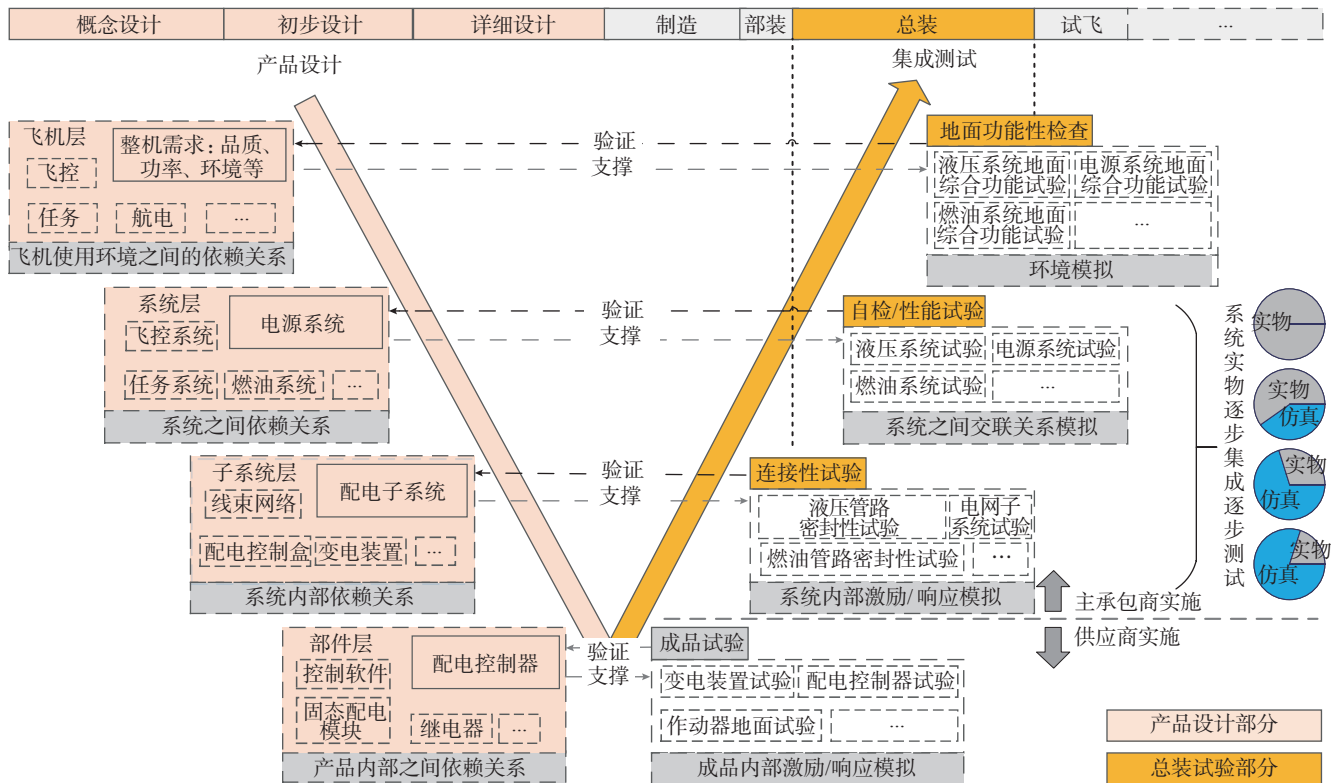 概念设计
初步设计
详细设计
制造
部装
总装
试飞
...
产品设计
集成测试
飞机层
整机需求：品质、
功率、环境等
飞控
任务
航电
...
飞机使用环境之间的依赖关系
验证
支撑
地面功能性检查
液压系统地面
综合功能试验
电源系统地面
综合功能试验
燃油系统地面
综合功能试验
...
环境模拟
系统层
飞控系统
电源系统
任务系统
燃油系统
...
系统之间依赖关系
验证
支撑
自检/性能试验
液压系统试验
电源系统试验
燃油系统试验
...
系统之间交联关系模拟
子系统层
线束网络
配电子系统
配电控制盒
变电装置
...
系统内部依赖关系
验证
支撑
连接性试验
液压管路
密封性试验
电网子
系统试验
燃油管路密封性试验
...
系统内部激励/响应模拟
系统实物逐步集成逐步测试
实物
实物
仿真
实物
仿真
实物
仿真
主承包商实施
供应商实施
部件层
控制软件
配电控制器
固态配电
模块
继电器
...
产品内部之间依赖关系
验证
支撑
成品试验
变电装置试验
配电控制器试验
作动器地面试验
...
成品内部激励/响应模拟
产品设计部分
总装试验部分